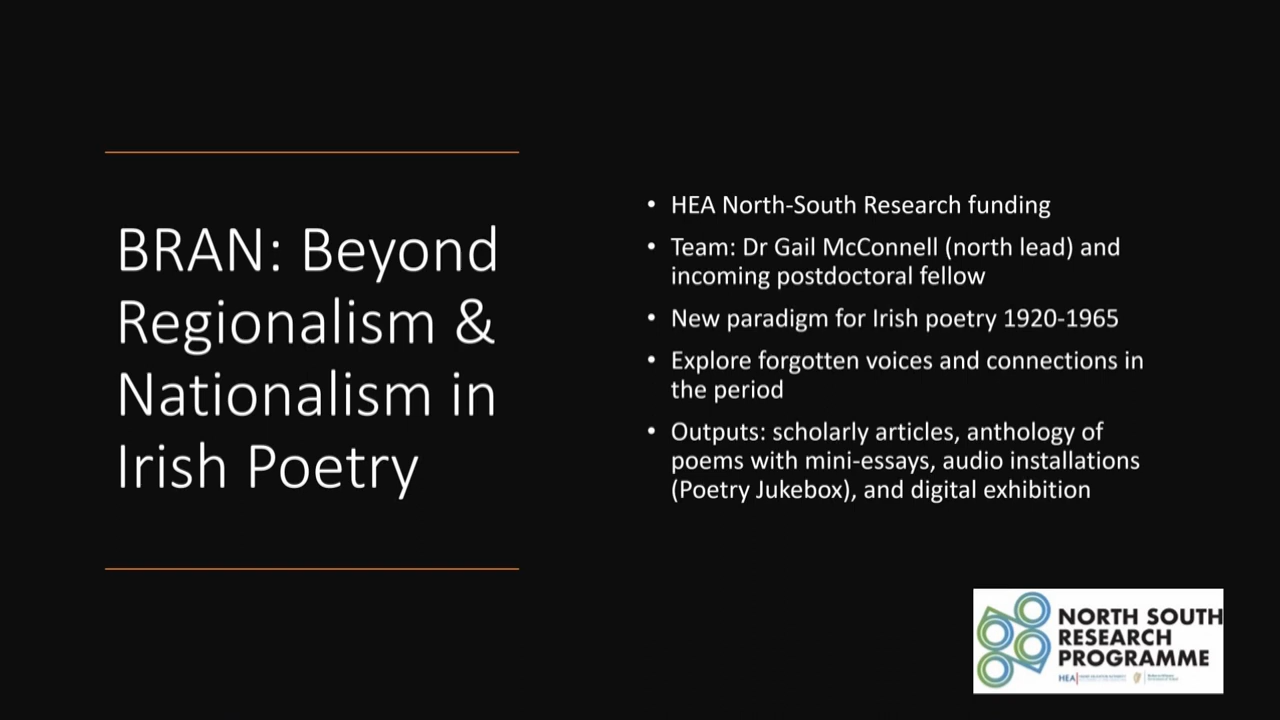 BRAN: Beyond
Regionalism &
Nationalism in
Irish Poetry
• HEA North-South Research funding
• Team: Dr Gail McConnell (north lead) and
incoming postdoctoral fellow
• New paradigm for Irish poetry 1920-1965
• Explore forgotten voices and connections in
the period
• Outputs: scholarly articles, anthology of
poems with mini-essays, audio installations
(Poetry Jukebox), and digital exhibition
NORTH SOUTH
RESEARCH
PROGRAMME
HEA